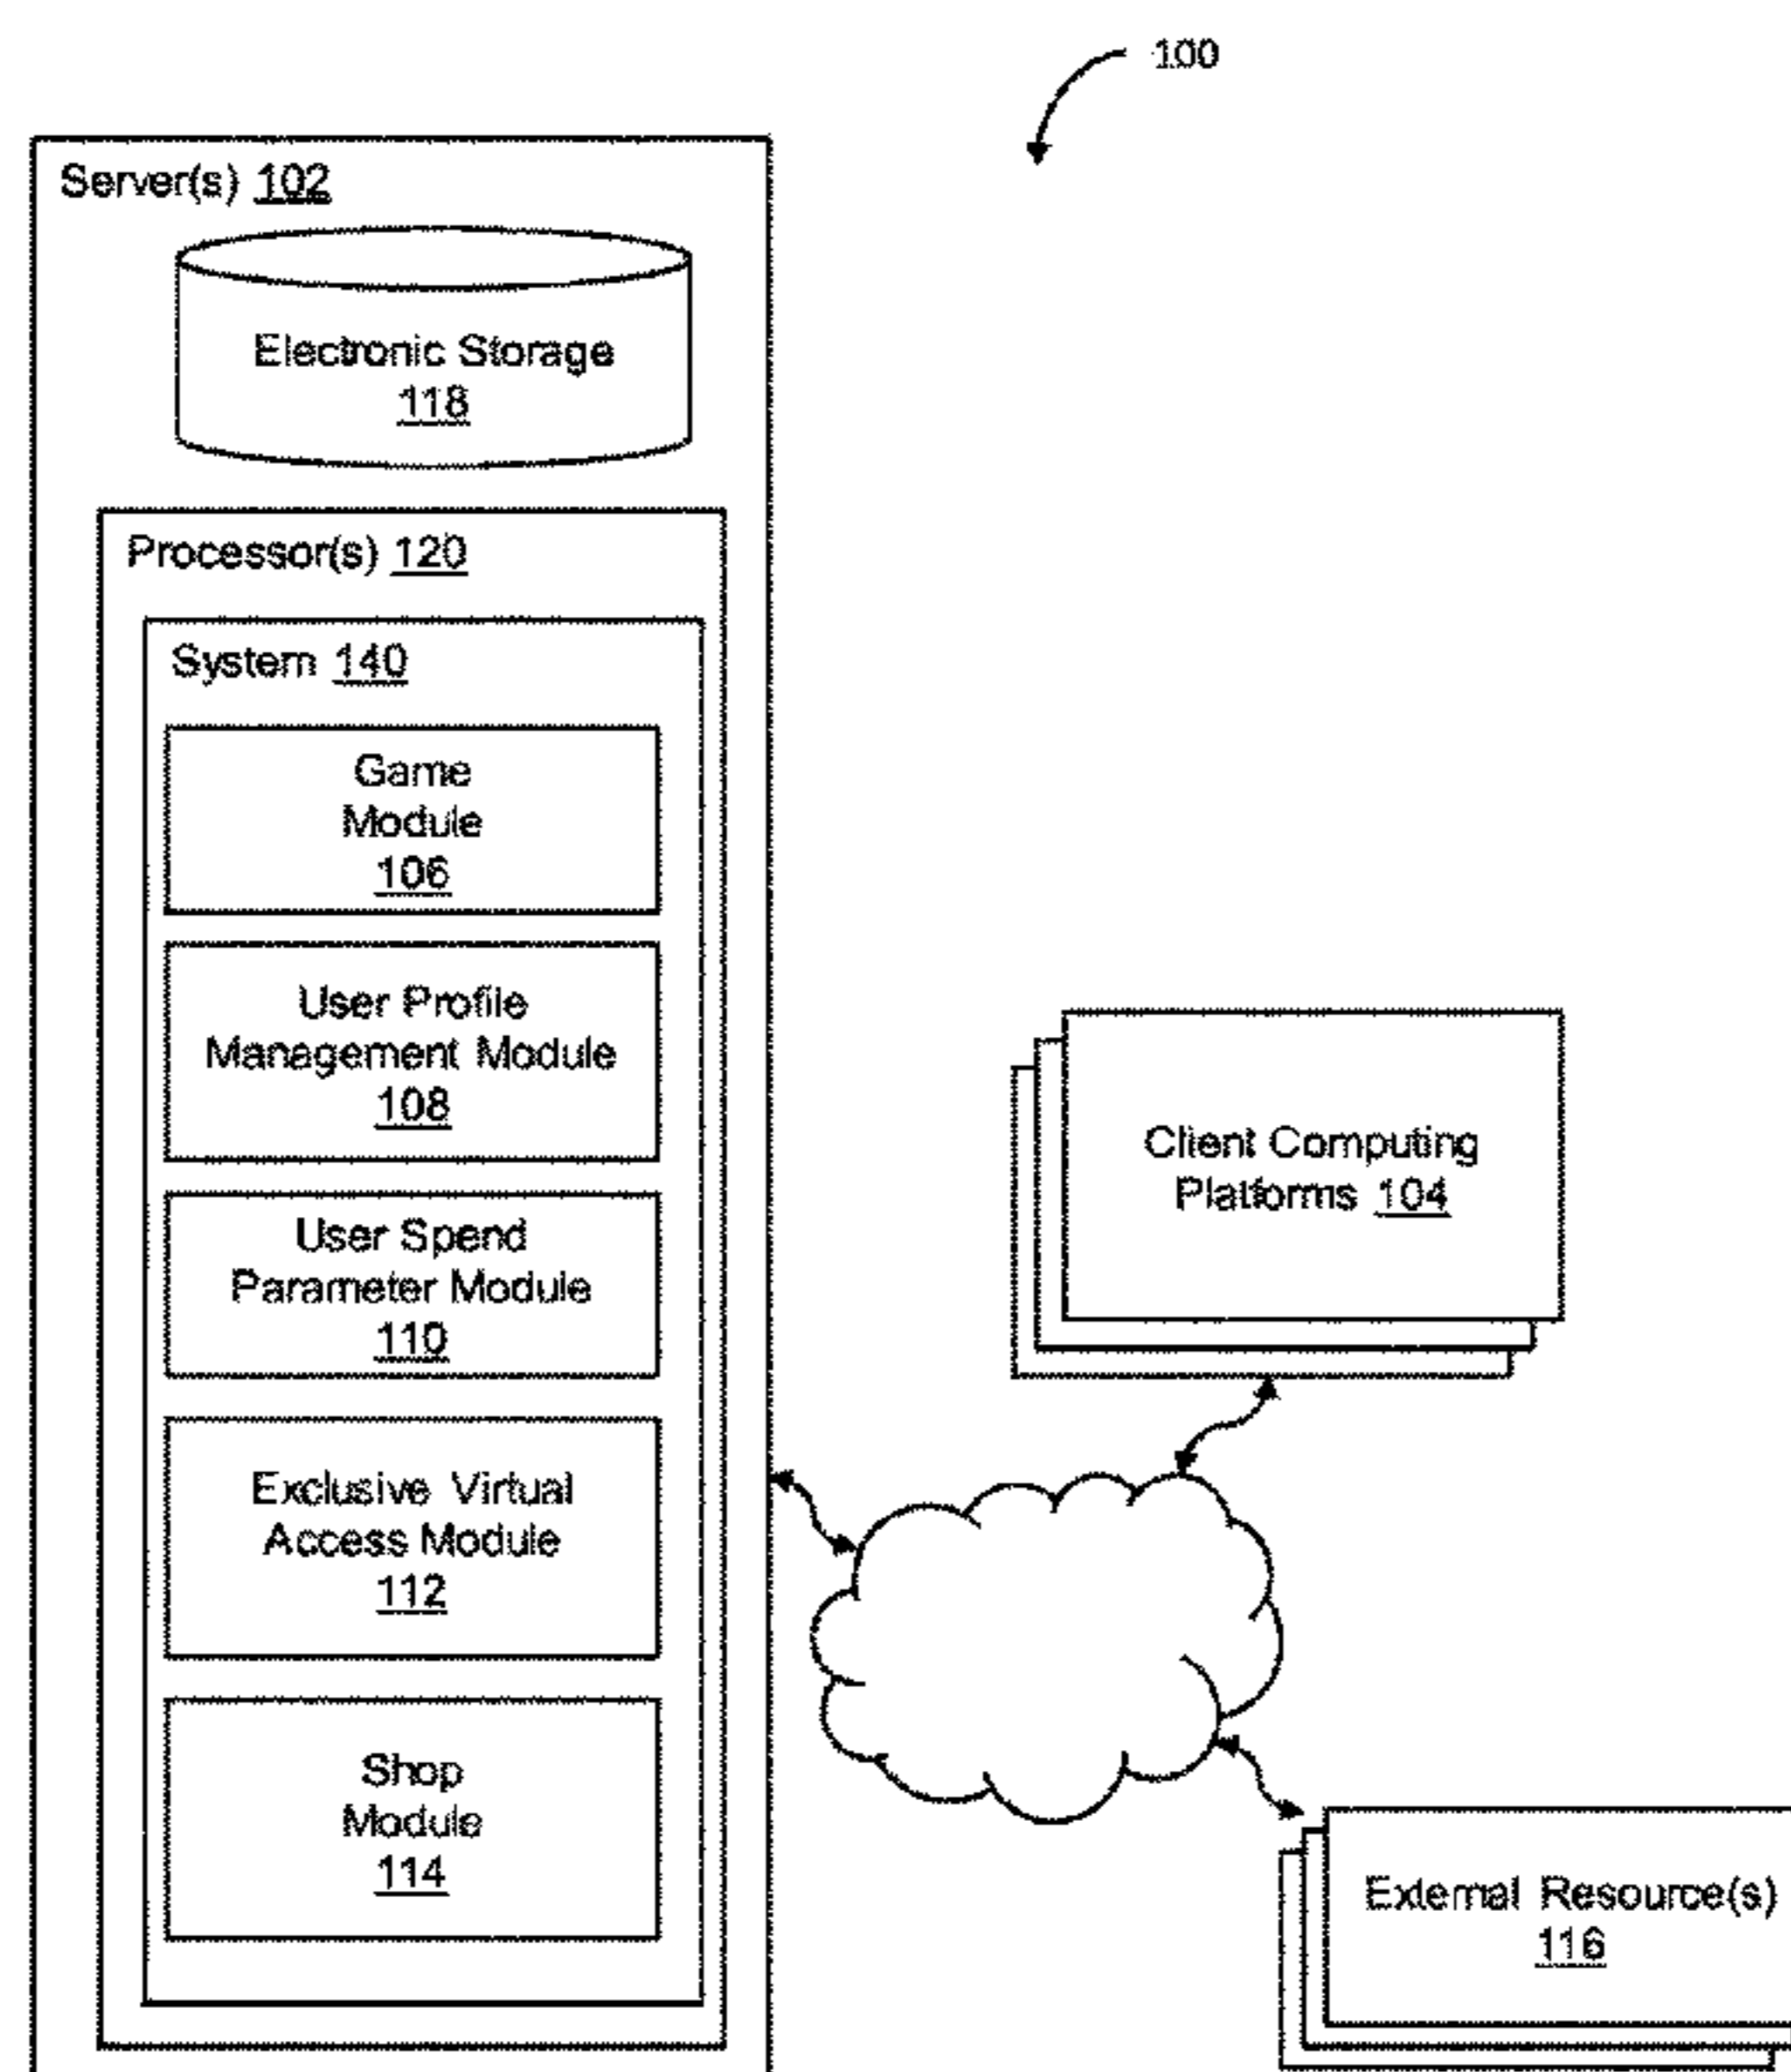 100
Server(s) 102
Electronic Storage
118
Processor(s) 120
System 140
Game
Module
106
User Profile
Management Module
108
User Spend
Parameter Module
110
Exclusive Virtual
Access Module
112
Shop
Module
114
Client Computing
Platforms 104
External Resource(s)
116